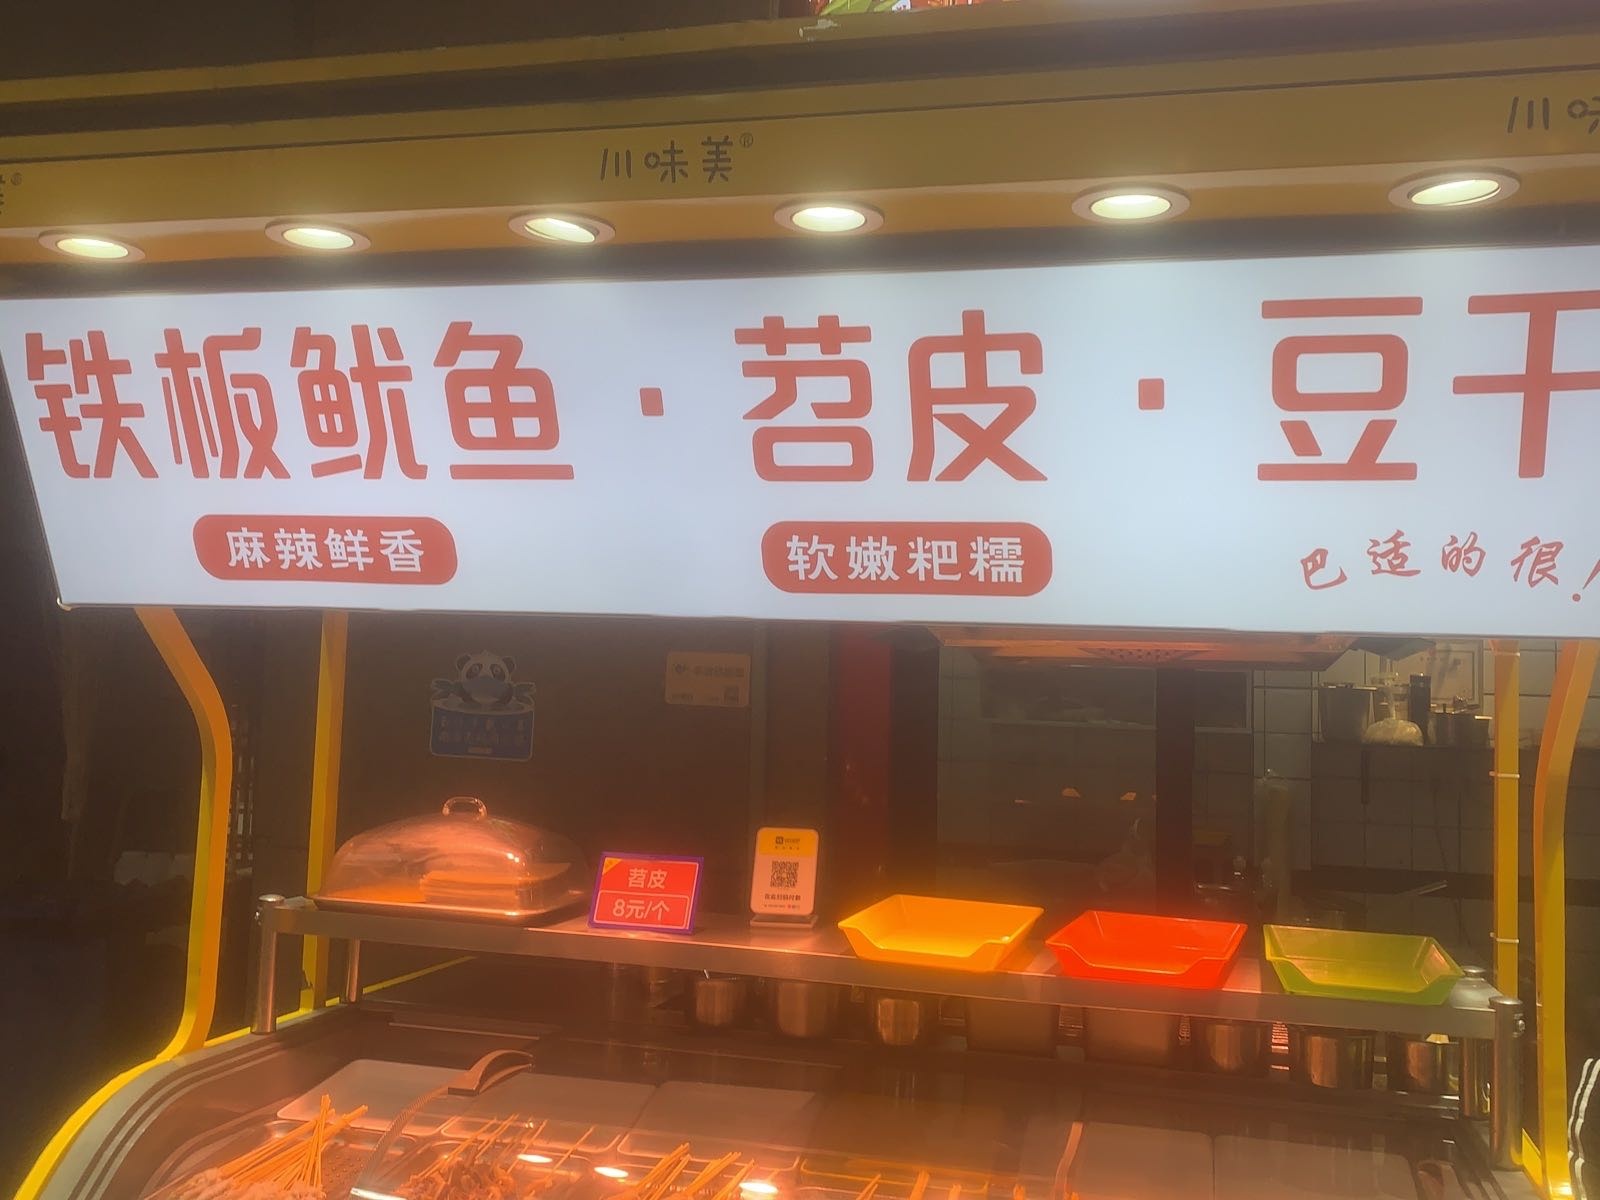 川味美®
川味
铁板鱿鱼·苕皮·豆干
麻辣鲜香
软嫩粑糯
巴适的很!
苕皮
8元/个